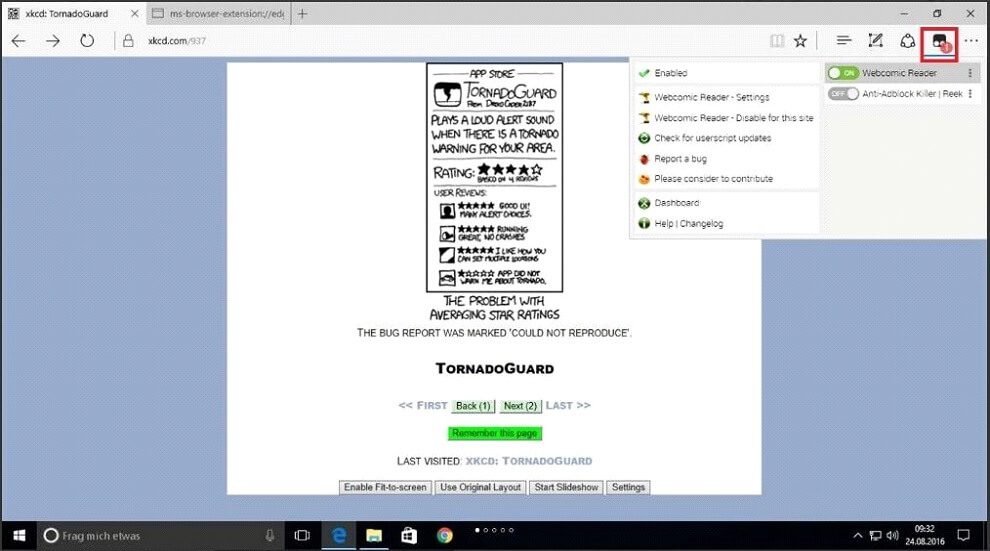 xkcd: TornadoGuard
ms-browser-extension://edg
xkcd.com/937
1
Enabled
Webcomic Reader - Settings
Webcomic Reader - Disable for this site
Check for userscript updates
Report a bug
Please consider to contribute
Dashboard
Help | Changelog
ON
Webcomic Reader
OFF
Anti-Adblock Killer | Reek
APP STORE
TORNADOGUARD
FROM DROIDCODER2187
PLAYS A LOUD ALERT SOUND
WHEN THERE IS A TORNADO
WARNING FOR YOUR AREA.
RATING: ★★★★☆
BASED ON 4 REVIEWS
USER REVIEWS:
★★★★★ GOOD UI!
MANY ALERT CHOICES.
★★★★★ RUNNING
GREAT, NO CRASHES
★★★★★ I LIKE HOW YOU
CAN SET MULTIPLE LOCATIONS
★☆☆☆☆ APP DID NOT
WARN ME ABOUT TORNADO.
THE PROBLEM WITH
AVERAGING STAR RATINGS
THE BUG REPORT WAS MARKED 'COULD NOT REPRODUCE'.
TORNADOGUARD
<< FIRST Back (1) Next (2) LAST >>
Remember this page
LAST VISITED: XKCD: TORNADOGUARD
Enable Fit-to-screen Use Original Layout Start Slideshow Settings
Frag mich etwas
09:32
24.08.2016